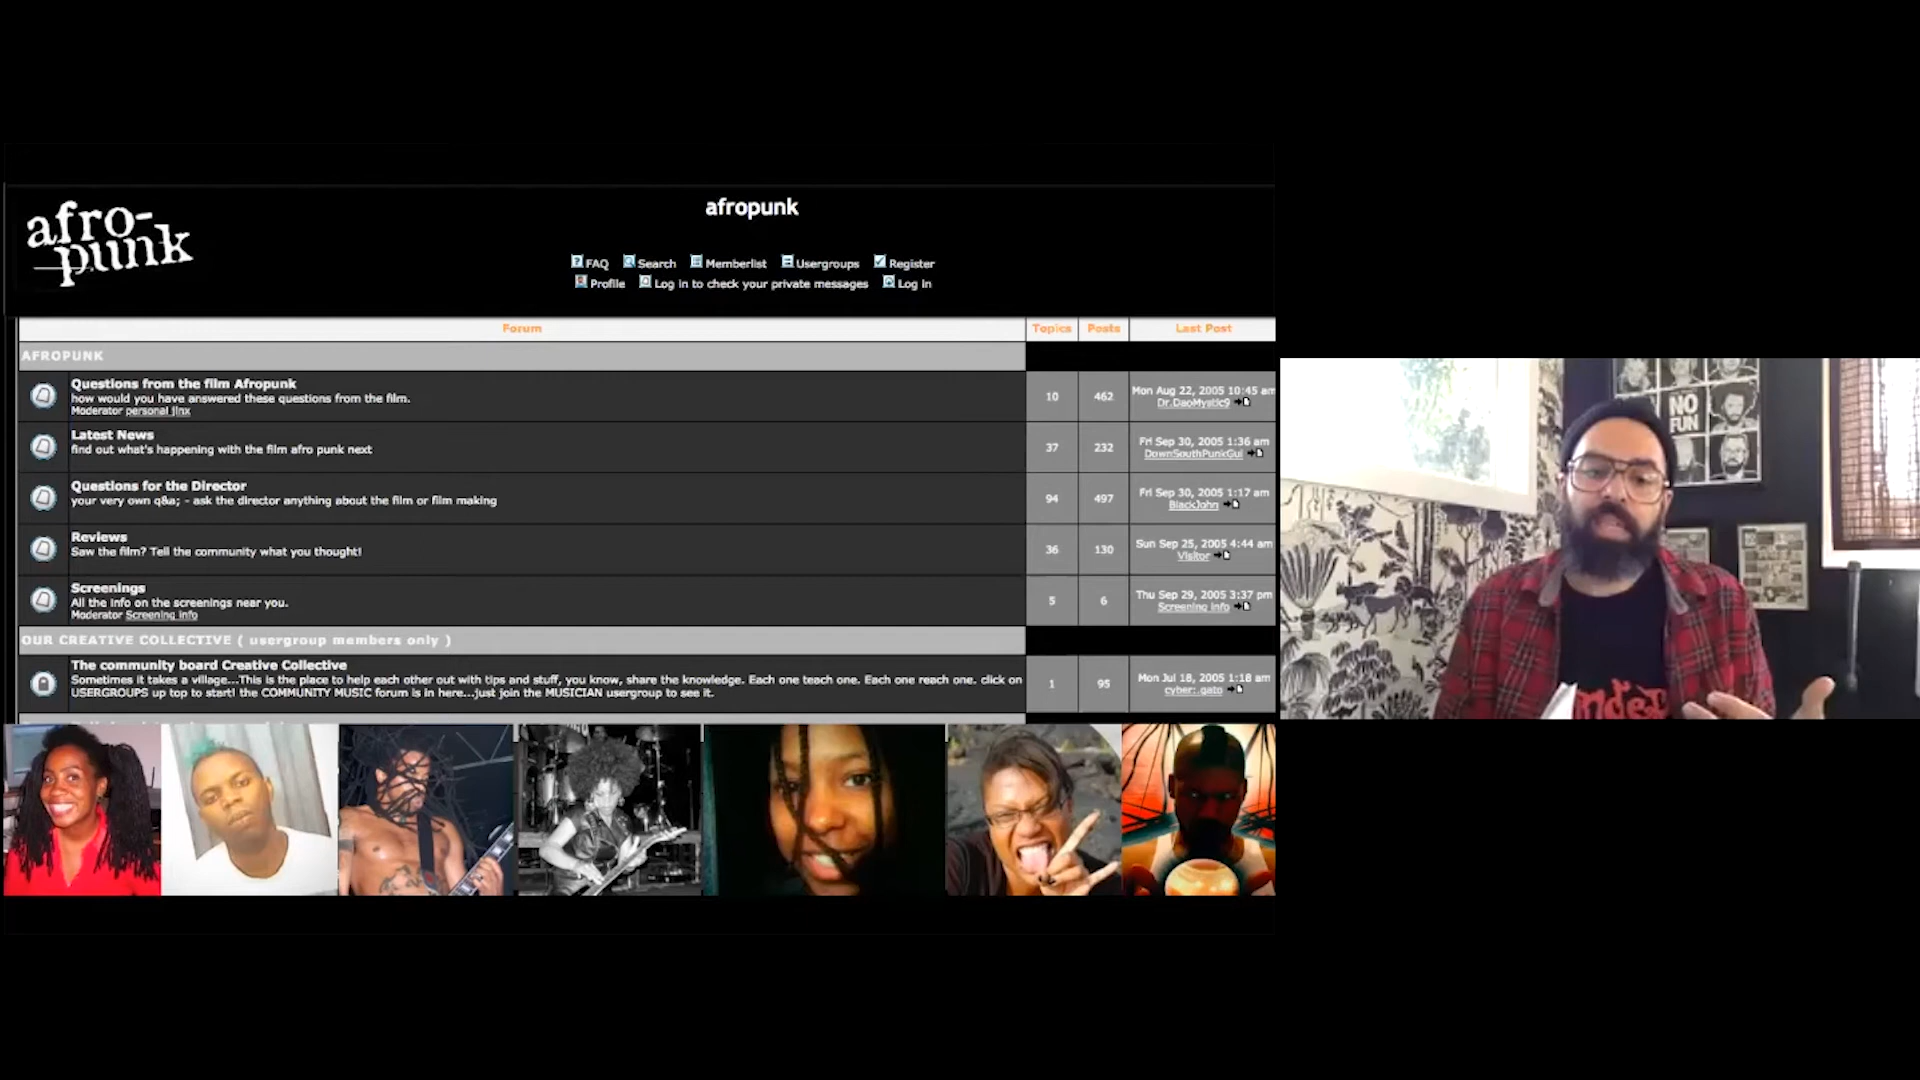 afro-
punk
afropunk
FAQ Search Memberlist Usergroups Register
Profile Log in to check your private messages Log in
Forum Topics Posts Last Post
AFROPUNK
Questions from the film Afropunk
how would you have answered these questions from the film.
Moderator personal jinx
10 462 Mon Aug 22, 2005 10:45 am
Dr.DaoMystic9
Latest News
find out what's happening with the film afro punk next
37 232 Fri Sep 30, 2005 1:36 am
DownSouthPunkGul
Questions for the Director
your very own q&a; - ask the director anything about the film or film making
94 497 Fri Sep 30, 2005 1:17 am
BlackJohn
Reviews
Saw the film? Tell the community what you thought!
36 130 Sun Sep 25, 2005 4:44 am
Visitor
Screenings
All the info on the screenings near you.
Moderator Screening info
5 6 Thu Sep 29, 2005 3:37 pm
Screening info
OUR CREATIVE COLLECTIVE ( usergroup members only )
The community board Creative Collective
Sometimes it takes a village...This is the place to help each other out with tips and stuff, you know, share the knowledge. Each one teach one. Each one reach one. click on
USERGROUPS up top to start! the COMMUNITY MUSIC forum is in here...just join the MUSICIAN usergroup to see it.
1 95 Mon Jul 18, 2005 1:18 am
cyber:.gato
NO
FUN